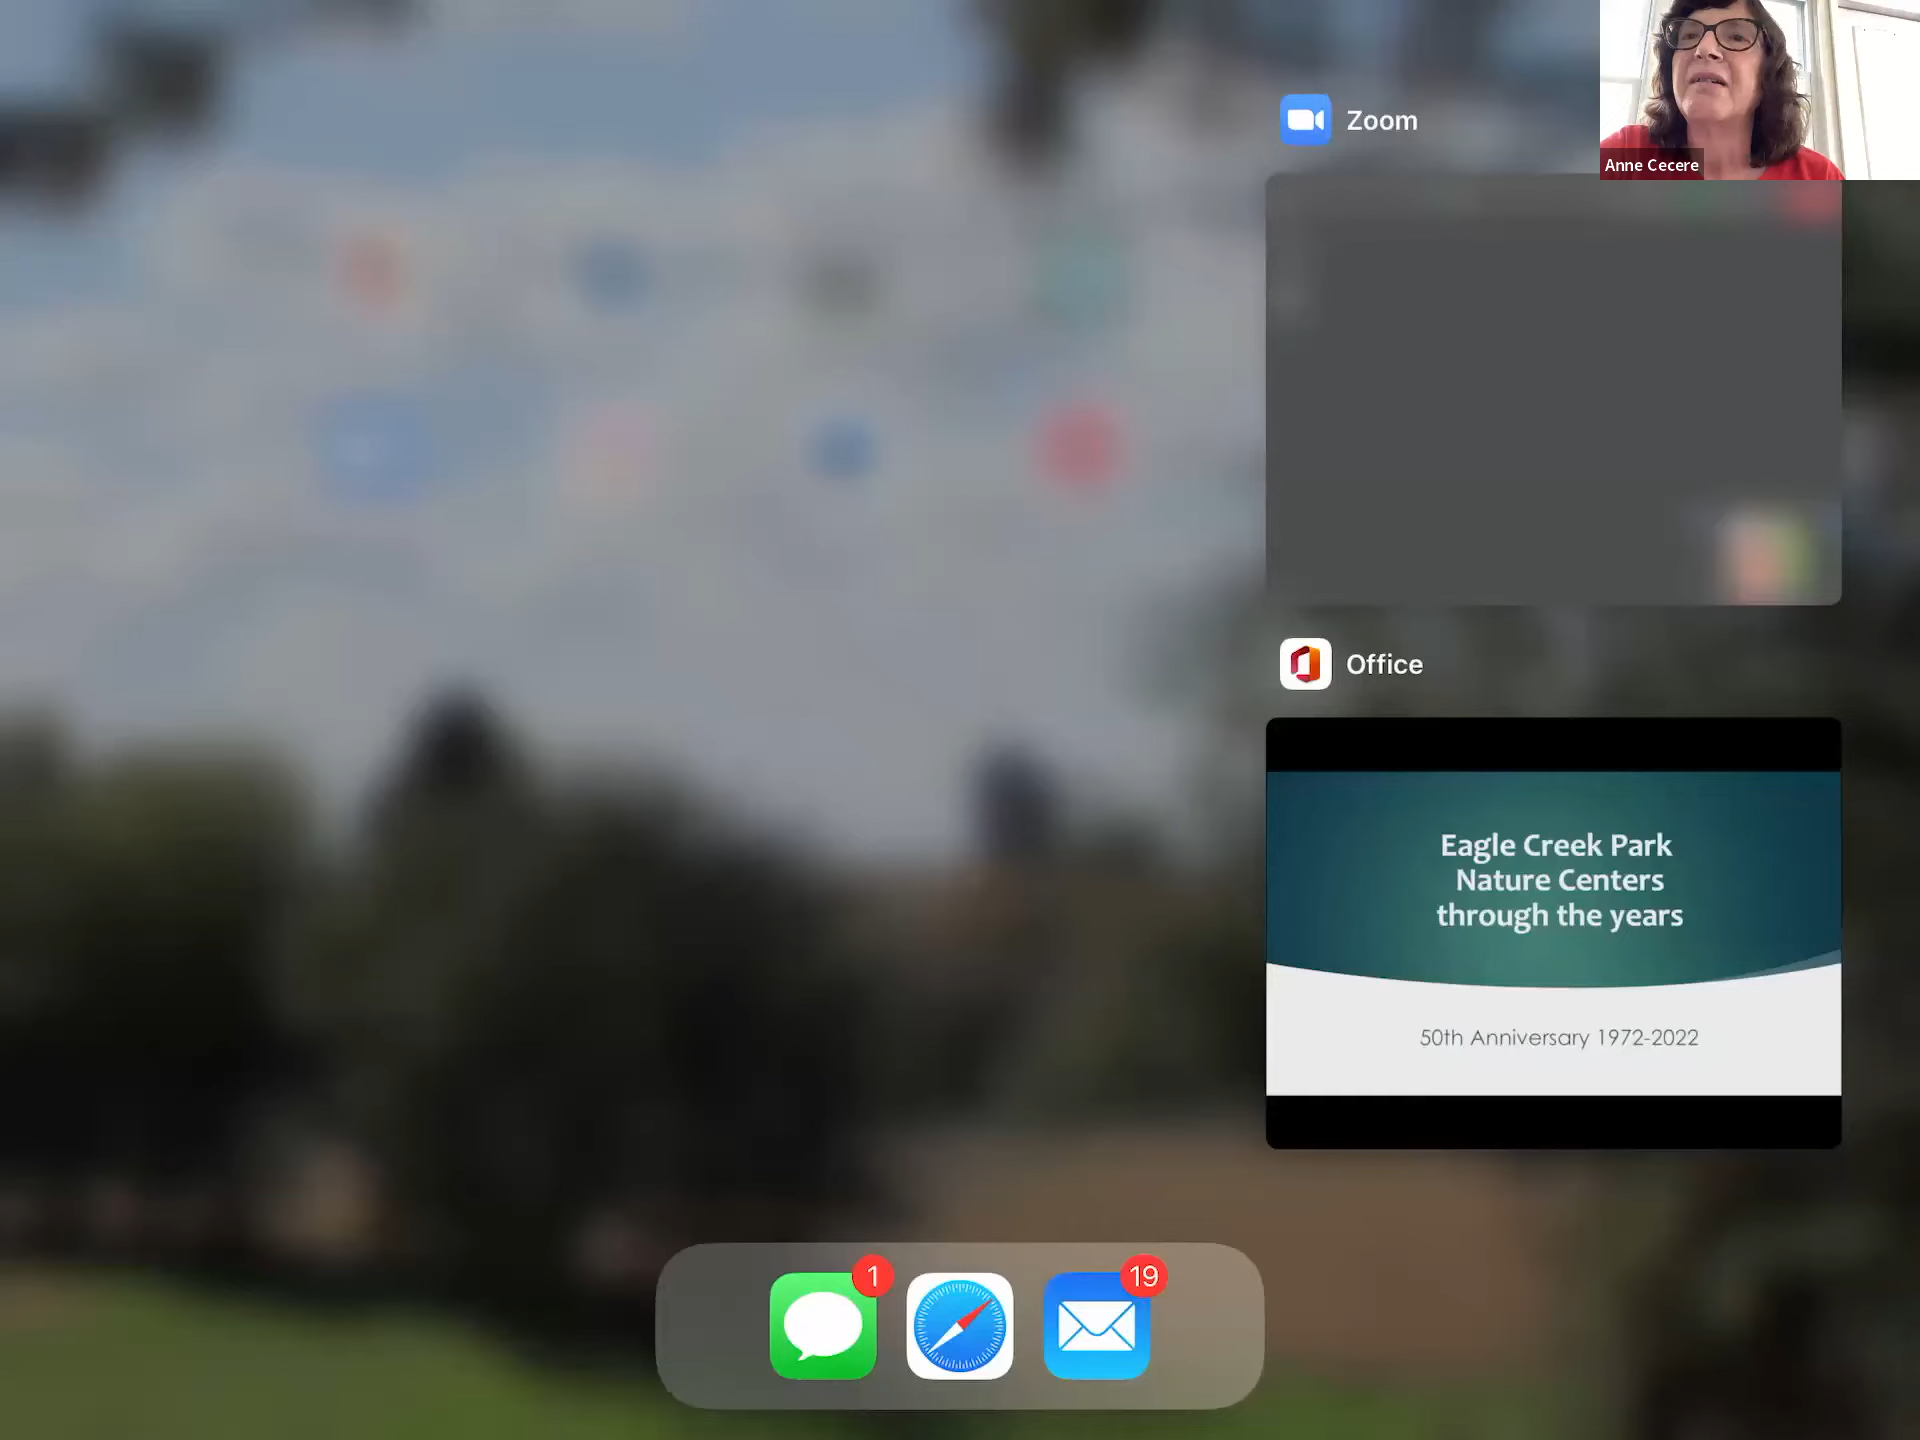 Zoom
Anne Cecere
Office
Eagle Creek Park
Nature Centers
through the years
50th Anniversary 1972-2022
1
19